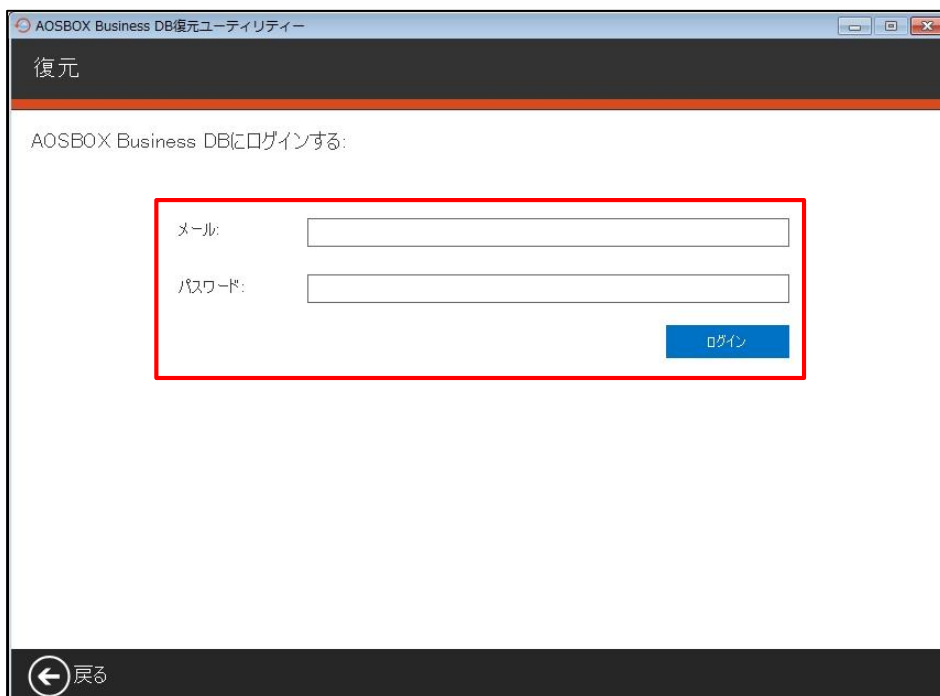 AOSBOX Business DB復元ユーティリティー
復元
AOSBOX Business DBにログインする:
メール:
パスワード:
ログイン
戻る